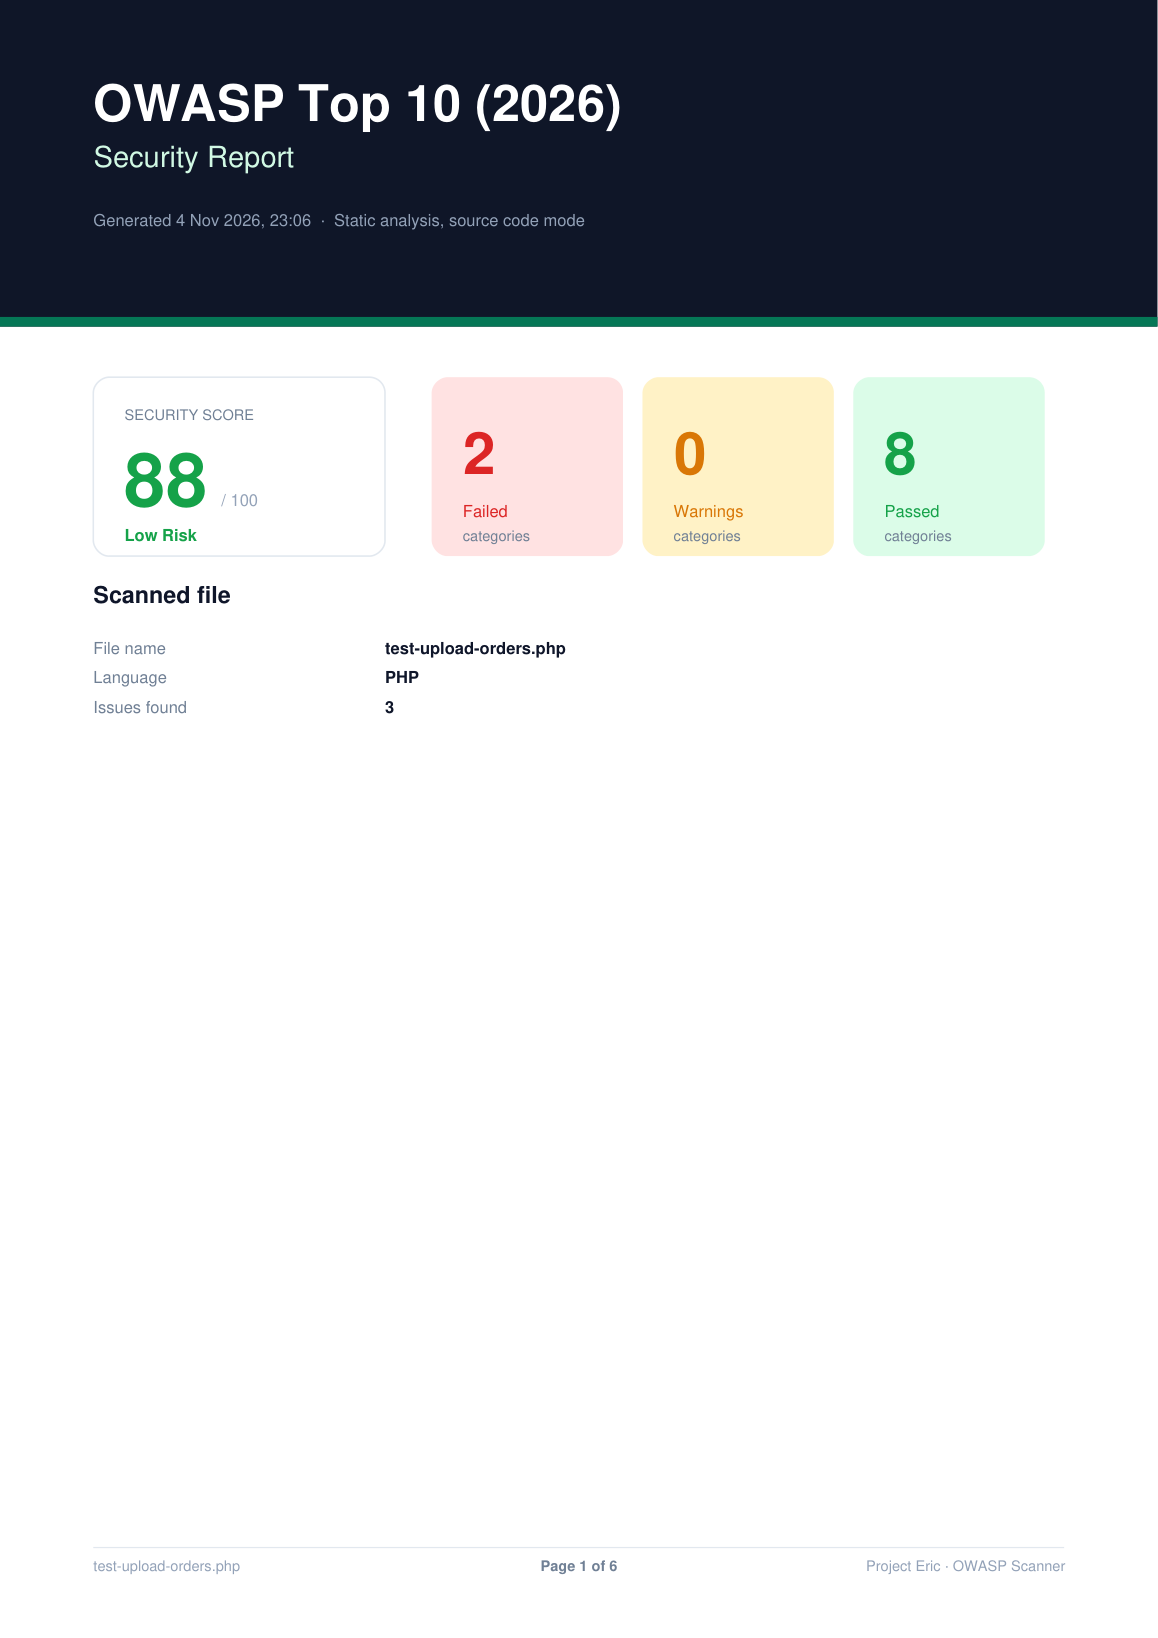 OWASP Top 10 (2026)
Security Report
Generated 4 Nov 2026, 23:06 · Static analysis, source code mode
SECURITY SCORE
88 / 100
Low Risk
2
Failed
categories
0
Warnings
categories
8
Passed
categories
Scanned file
File name test-upload-orders.php
Language PHP
Issues found 3
test-upload-orders.php Page 1 of 6 Project Eric · OWASP Scanner